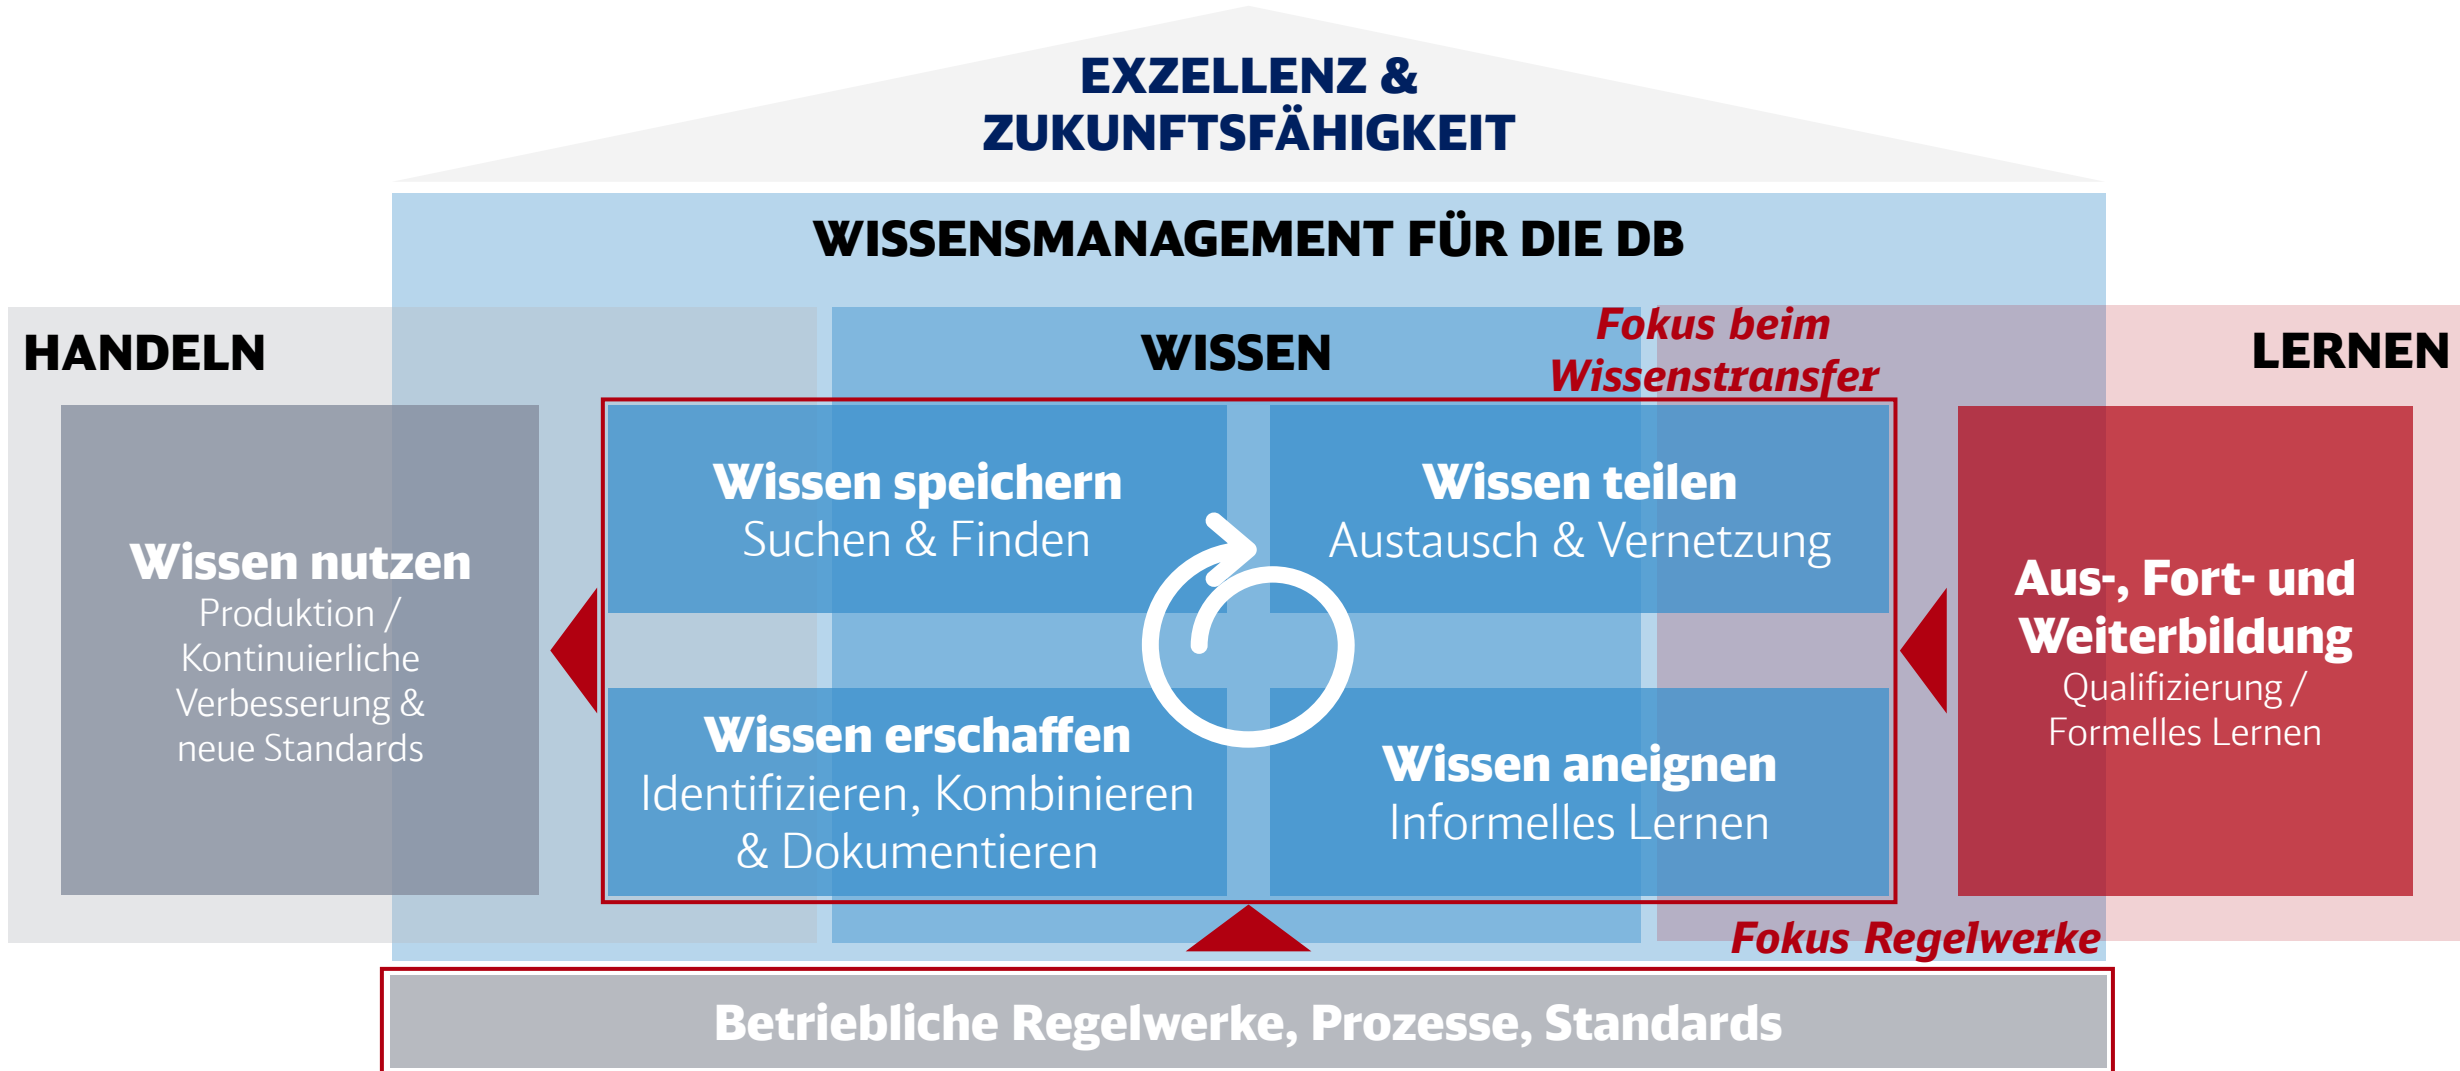 EXZELLENZ &
ZUKUNFTSFÄHIGKEIT
WISSENSMANAGEMENT FÜR DIE DB
HANDELN
WISSEN
Fokus beim
Wissenstransfer
LERNEN
Wissen nutzen
Produktion /
Kontinuierliche
Verbesserung &
neue Standards
Wissen speichern
Suchen & Finden
Wissen teilen
Austausch & Vernetzung
Wissen erschaffen
Identifizieren, Kombinieren
& Dokumentieren
Wissen aneignen
Informelles Lernen
Aus-, Fort- und
Weiterbildung
Qualifizierung /
Formelles Lernen
Fokus Regelwerke
Betriebliche Regelwerke, Prozesse, Standards